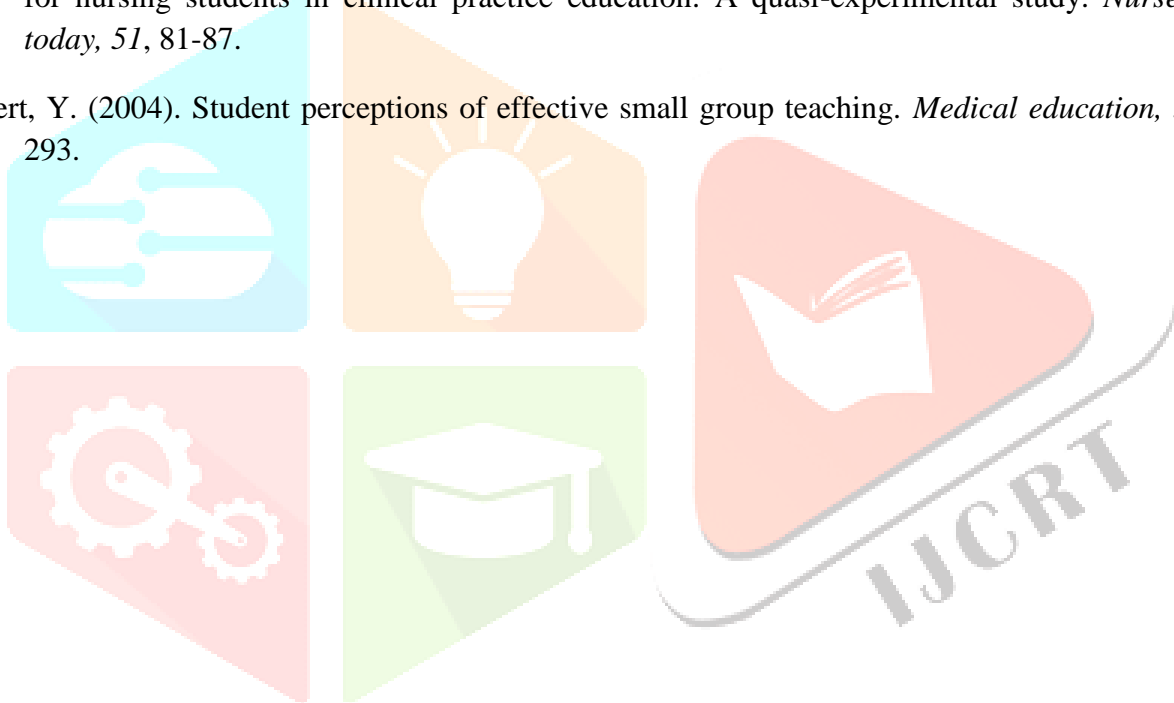 for nursing students in clinical practice education: A quasi-experimental study. Nurse
today, 51, 81-87.
ert, Y. (2004). Student perceptions of effective small group teaching. Medical education,
293.
IJCRT